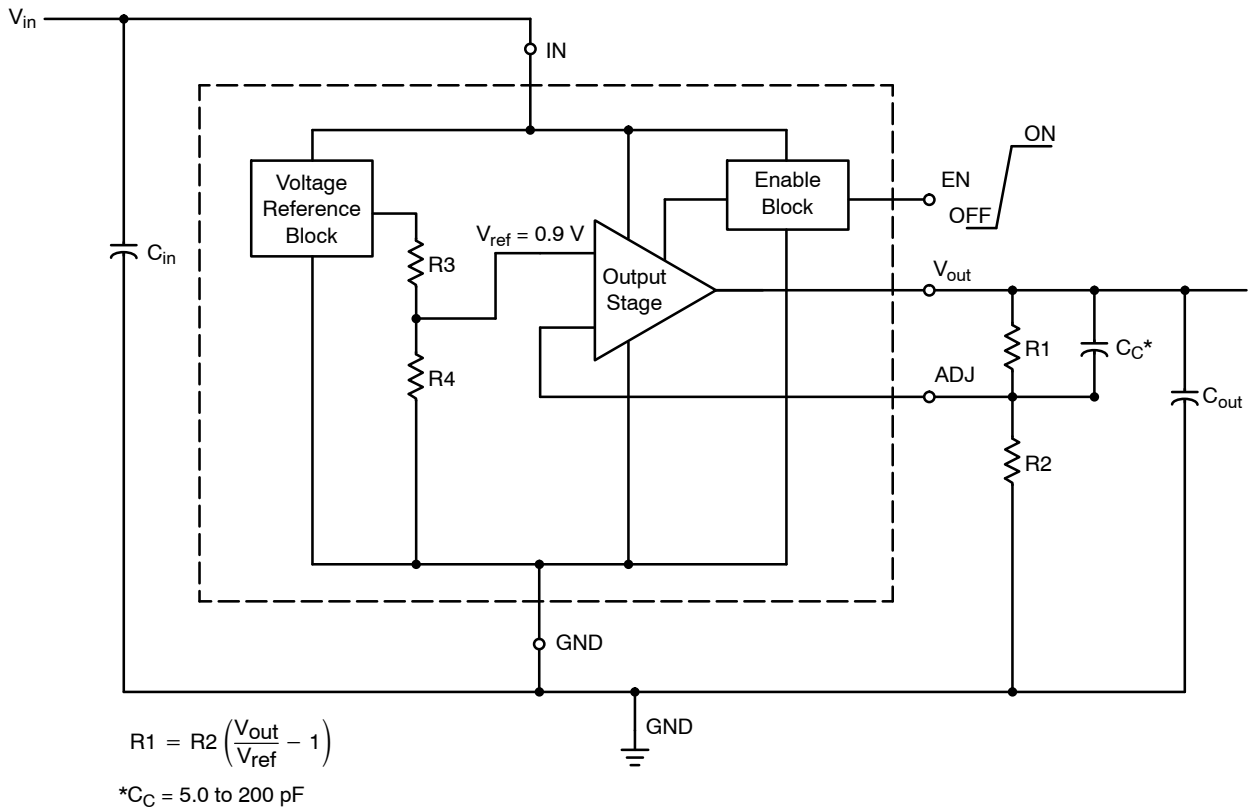 Vin
IN
ON
Voltage
Reference
Block
Enable
Block
EN
OFF
Cin
R3
Vref = 0.9 V
Output
Stage
Vout
R4
R1
CC*
ADJ
Cout
R2
GND
GND
R1 = R2 (Vout/Vref − 1)
*CC = 5.0 to 200 pF